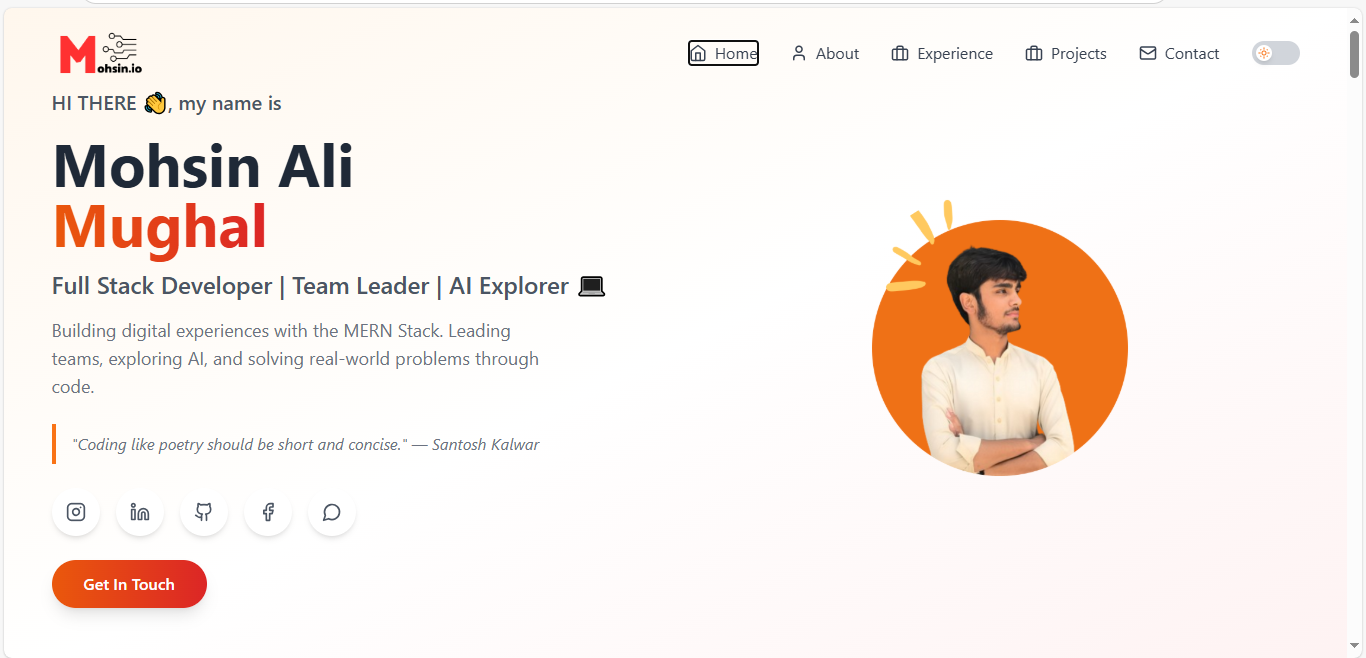 Mohsin.io
Home About Experience Projects Contact
HI THERE 👋, my name is
Mohsin Ali
Mughal
Full Stack Developer | Team Leader | AI Explorer 💻
Building digital experiences with the MERN Stack. Leading
teams, exploring AI, and solving real-world problems through
code.
"Coding like poetry should be short and concise." — Santosh Kalwar
Get In Touch